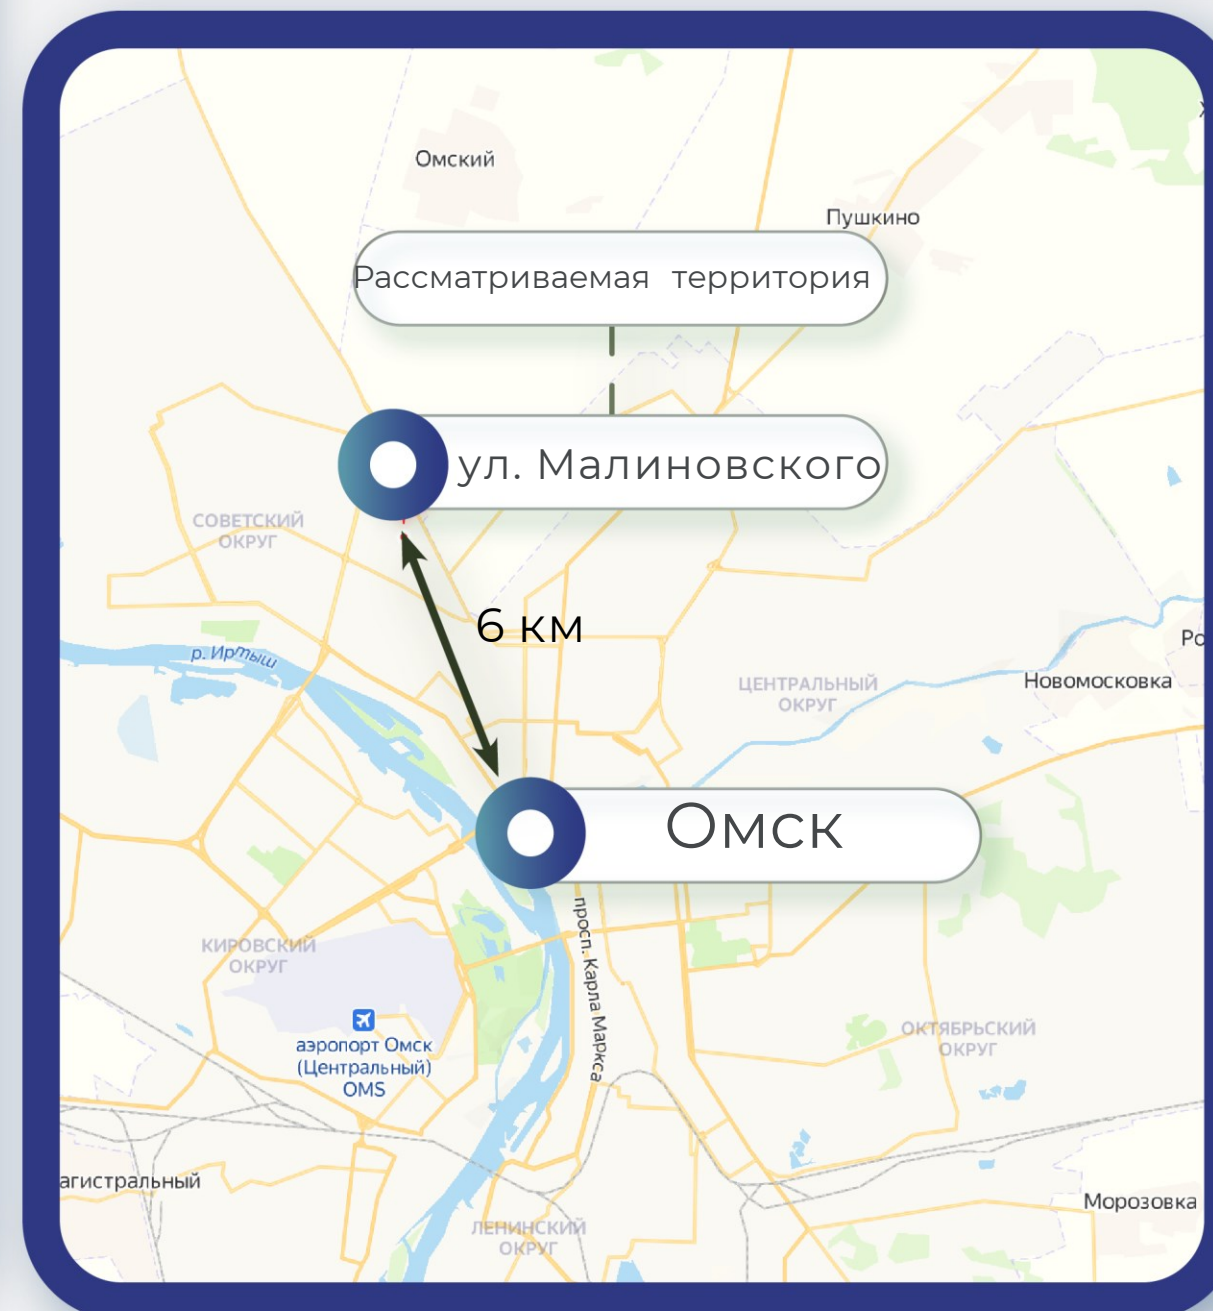 Омский
Пушкино
Рассматриваемая территория
ул. Малиновского
СОВЕТСКИЙ
ОКРУГ
6 км
р. Иртыш
ЦЕНТРАЛЬНЫЙ
ОКРУГ
Новомосковка
Омск
просп. Карла Маркса
КИРОВСКИЙ
ОКРУГ
аэропорт Омск
(Центральный)
OMS
ОКТЯБРЬСКИЙ
ОКРУГ
агистральный
Морозовка
ЛЕНИНСКИЙ
ОКРУГ